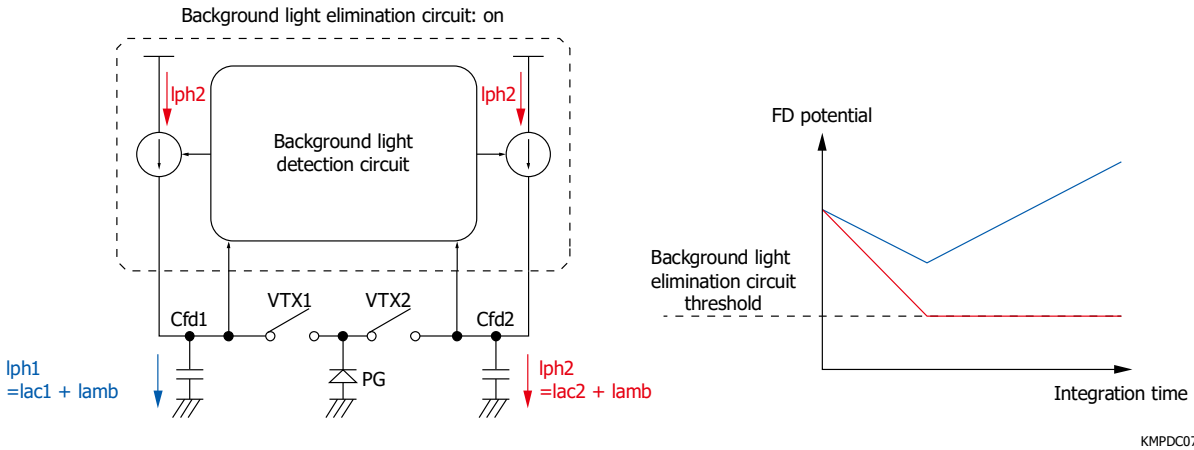 Background light elimination circuit: on
Iph2
Iph2
Background light
detection circuit
VTX1
VTX2
Cfd1
Cfd2
PG
Iph1
=Iac1 + Iamb
Iph2
=Iac2 + Iamb
FD potential
Background light
elimination circuit
threshold
Integration time
KMPDC07